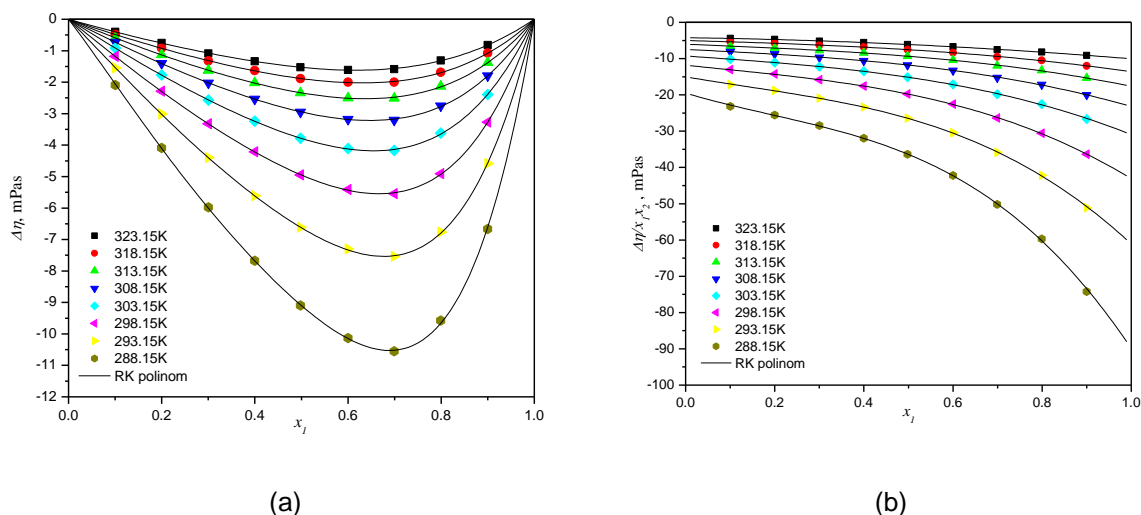 (a)
0
-1
-2
-3
-4
-5
-6
-7
-8
-9
-10
-11
-12
Δη, mPas
323.15K
318.15K
313.15K
308.15K
303.15K
298.15K
293.15K
288.15K
RK polinom
0.0 0.2 0.4 0.6 0.8 1.0
x1
(b)
0
-10
-20
-30
-40
-50
-60
-70
-80
-90
-100
Δη/x1x2, mPas
323.15K
318.15K
313.15K
308.15K
303.15K
298.15K
293.15K
288.15K
RK polinom
0.0 0.2 0.4 0.6 0.8 1.0
x1
(a)
(b)